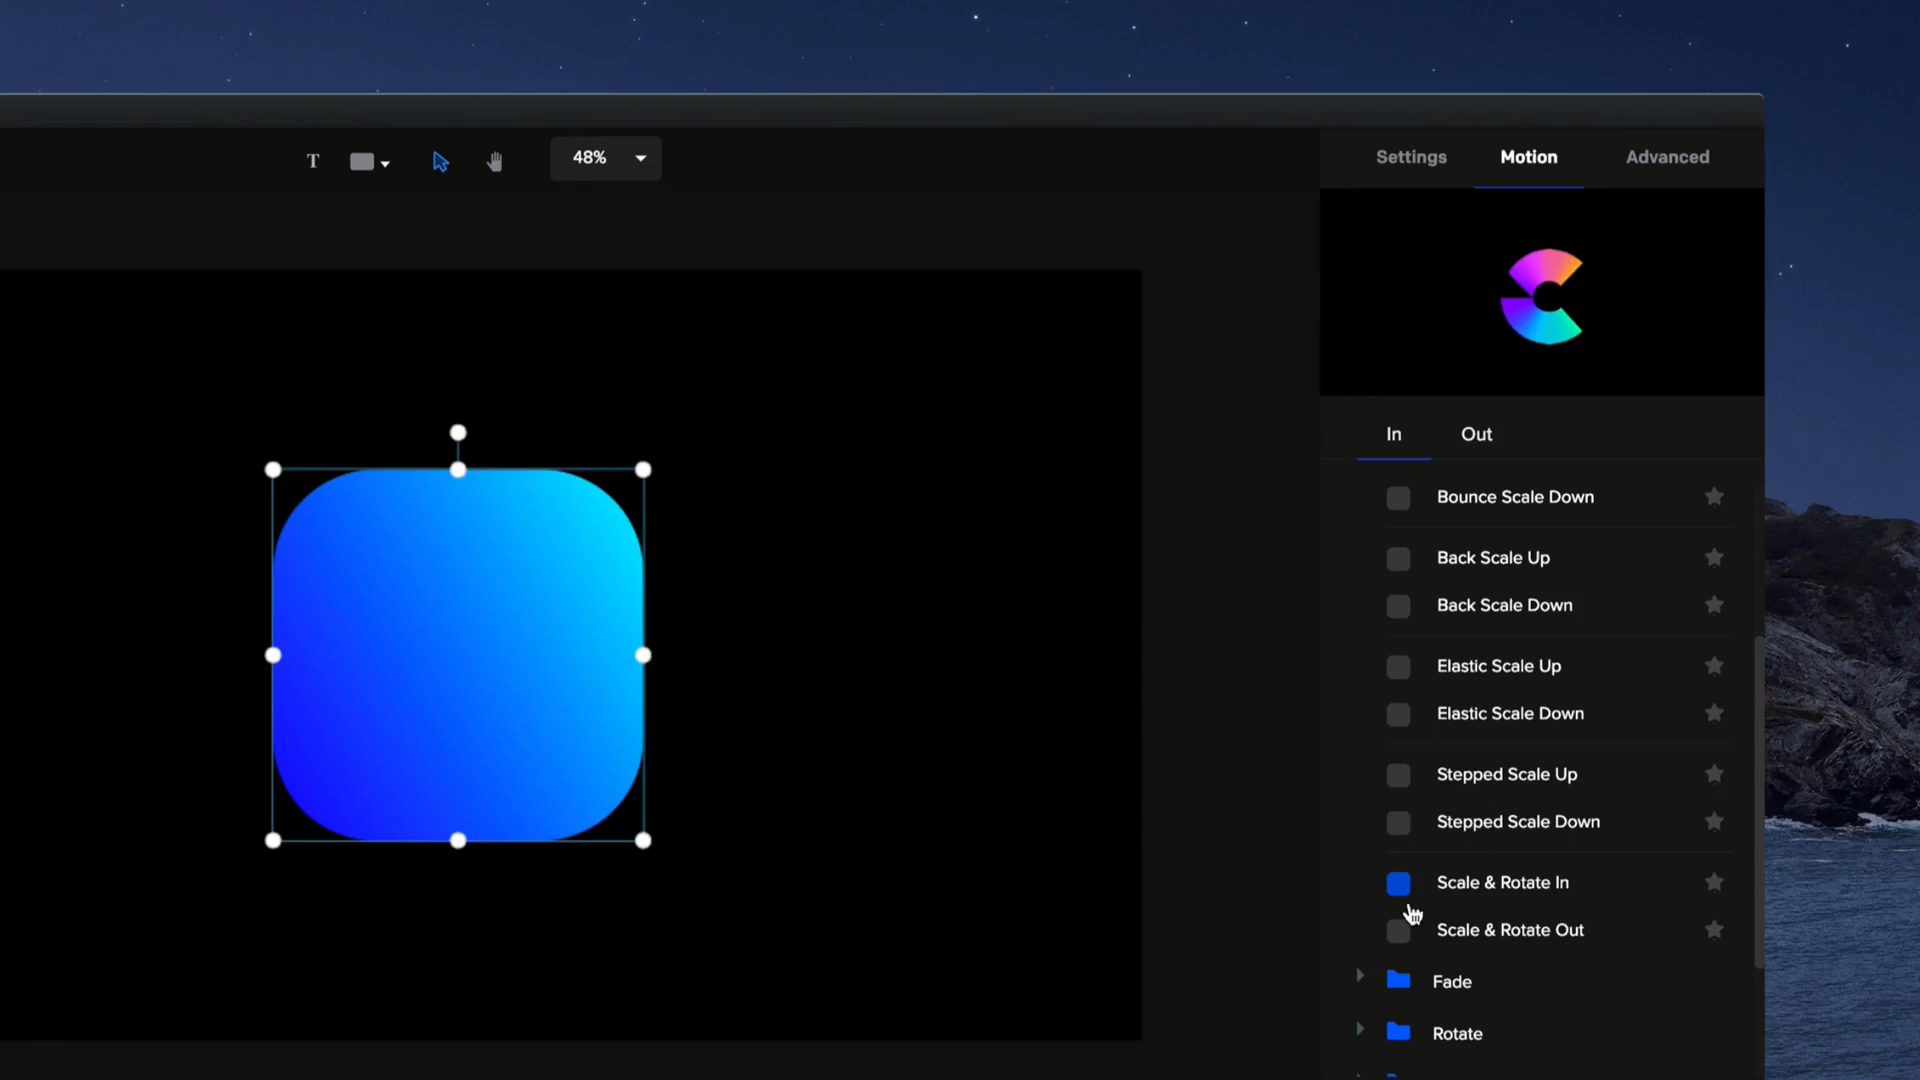 T
48%
Settings
Motion
Advanced
In
Out
Bounce Scale Down
Back Scale Up
Back Scale Down
Elastic Scale Up
Elastic Scale Down
Stepped Scale Up
Stepped Scale Down
Scale & Rotate In
Scale & Rotate Out
Fade
Rotate